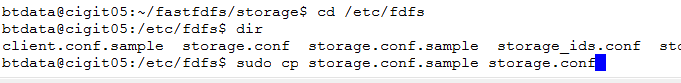 btdata@cigit05:~/fastfdfs/storage$ cd /etc/fdfs
btdata@cigit05:/etc/fdfs$ dir
client.conf.sample  storage.conf  storage.conf.sample  storage_ids.conf  sto
btdata@cigit05:/etc/fdfs$ sudo cp storage.conf.sample storage.conf